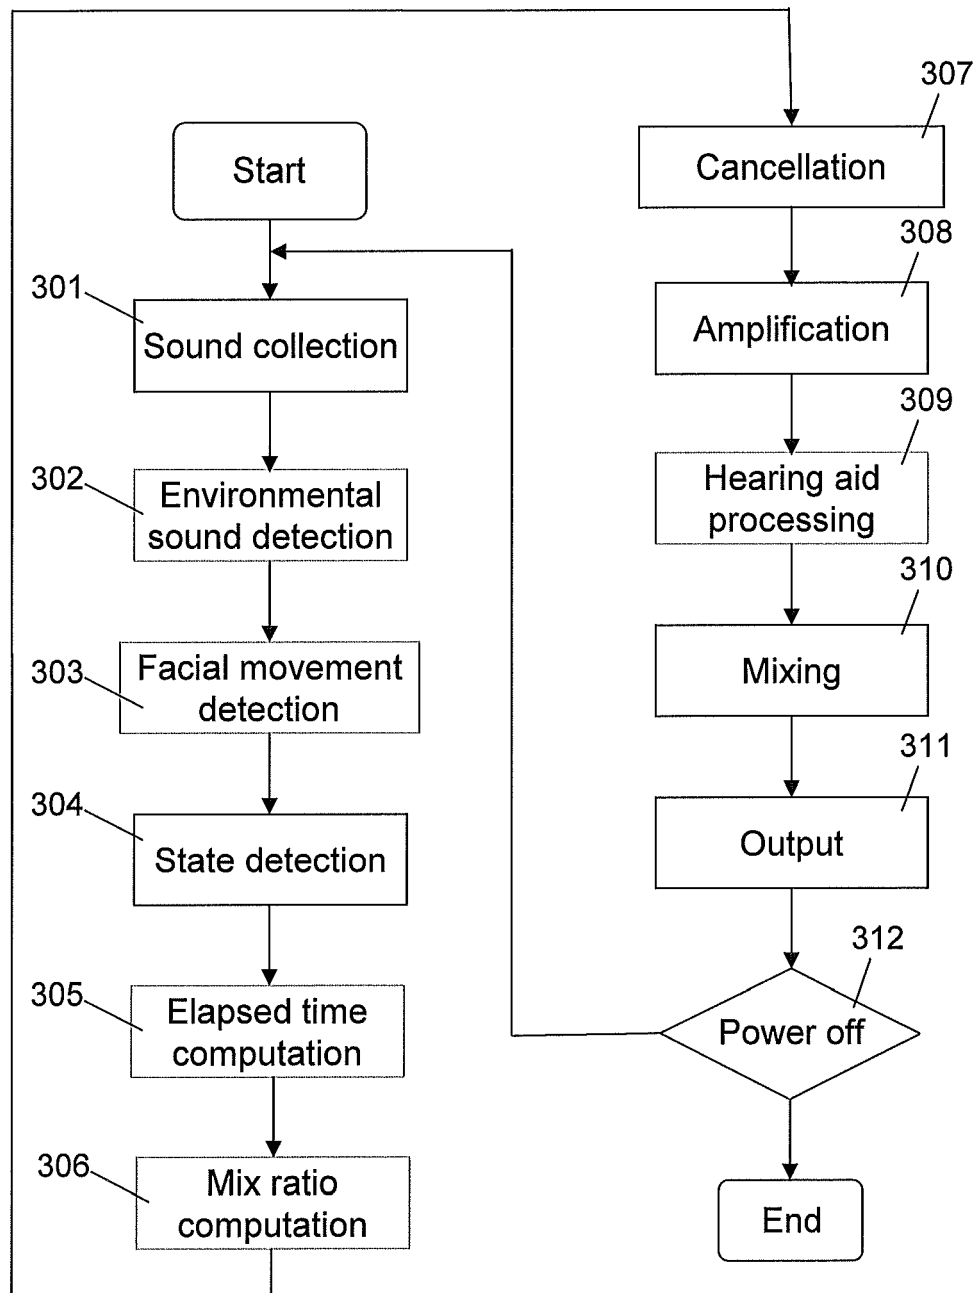 Start
301
Sound collection
302
Environmental
sound detection
303
Facial movement
detection
304
State detection
305
Elapsed time
computation
306
Mix ratio
computation
307
Cancellation
308
Amplification
309
Hearing aid
processing
310
Mixing
311
Output
312
Power off
End